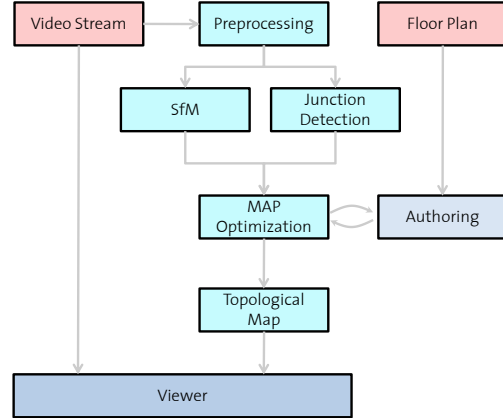 Video Stream
Preprocessing
Floor Plan
SfM
Junction
Detection
MAP
Optimization
Authoring
Topological
Map
Viewer